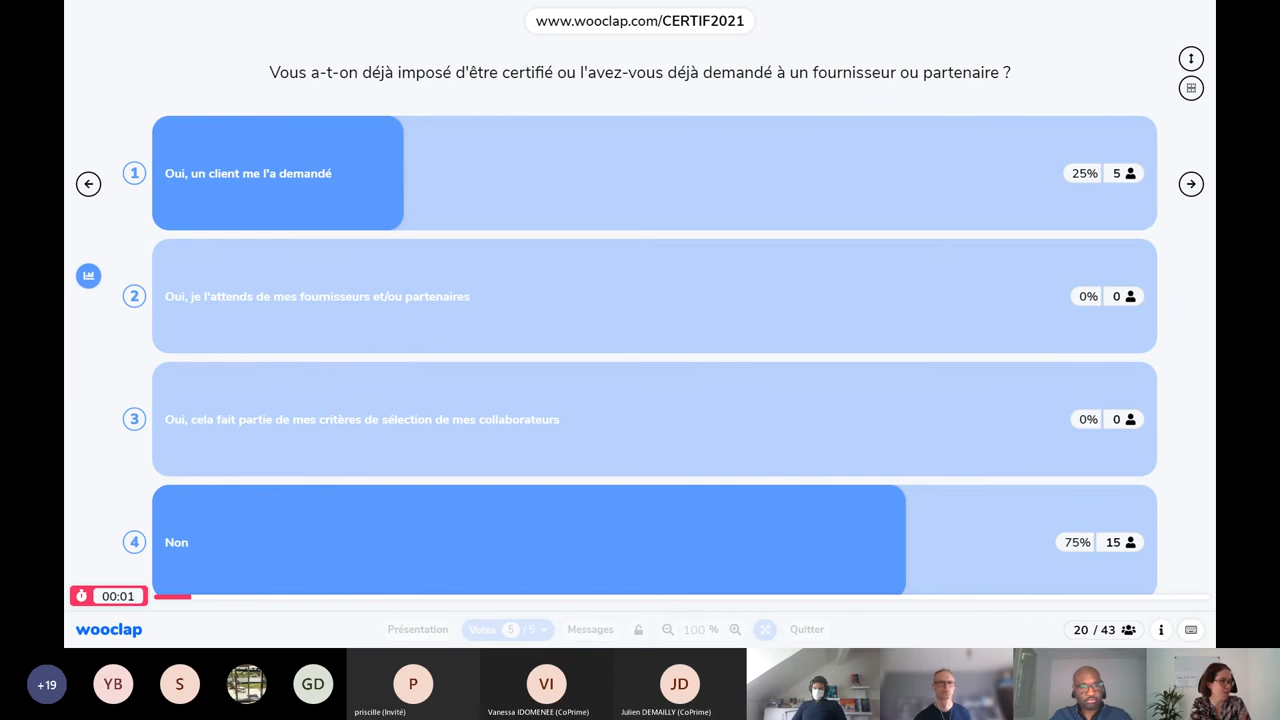 www.wooclap.com/CERTIF2021
Vous a-t-on déjà imposé d'être certifié ou l'avez-vous déjà demandé à un fournisseur ou partenaire ?
1
Oui, un client me l'a demandé
25% 5
2
Oui, je l'attends de mes fournisseurs et/ou partenaires
0% 0
3
Oui, cela fait partie de mes critères de sélection de mes collaborateurs
0% 0
4
Non
75% 15
00:01
wooclap
Présentation
Votes 5 / 5
Messages
100 %
Quitter
20 / 43
+19
YB
S
GD
P
VI
JD
priscille (Invité)
Vanessa IDOMENEE (CoPrime)
Julien DEMAILLY (CoPrime)